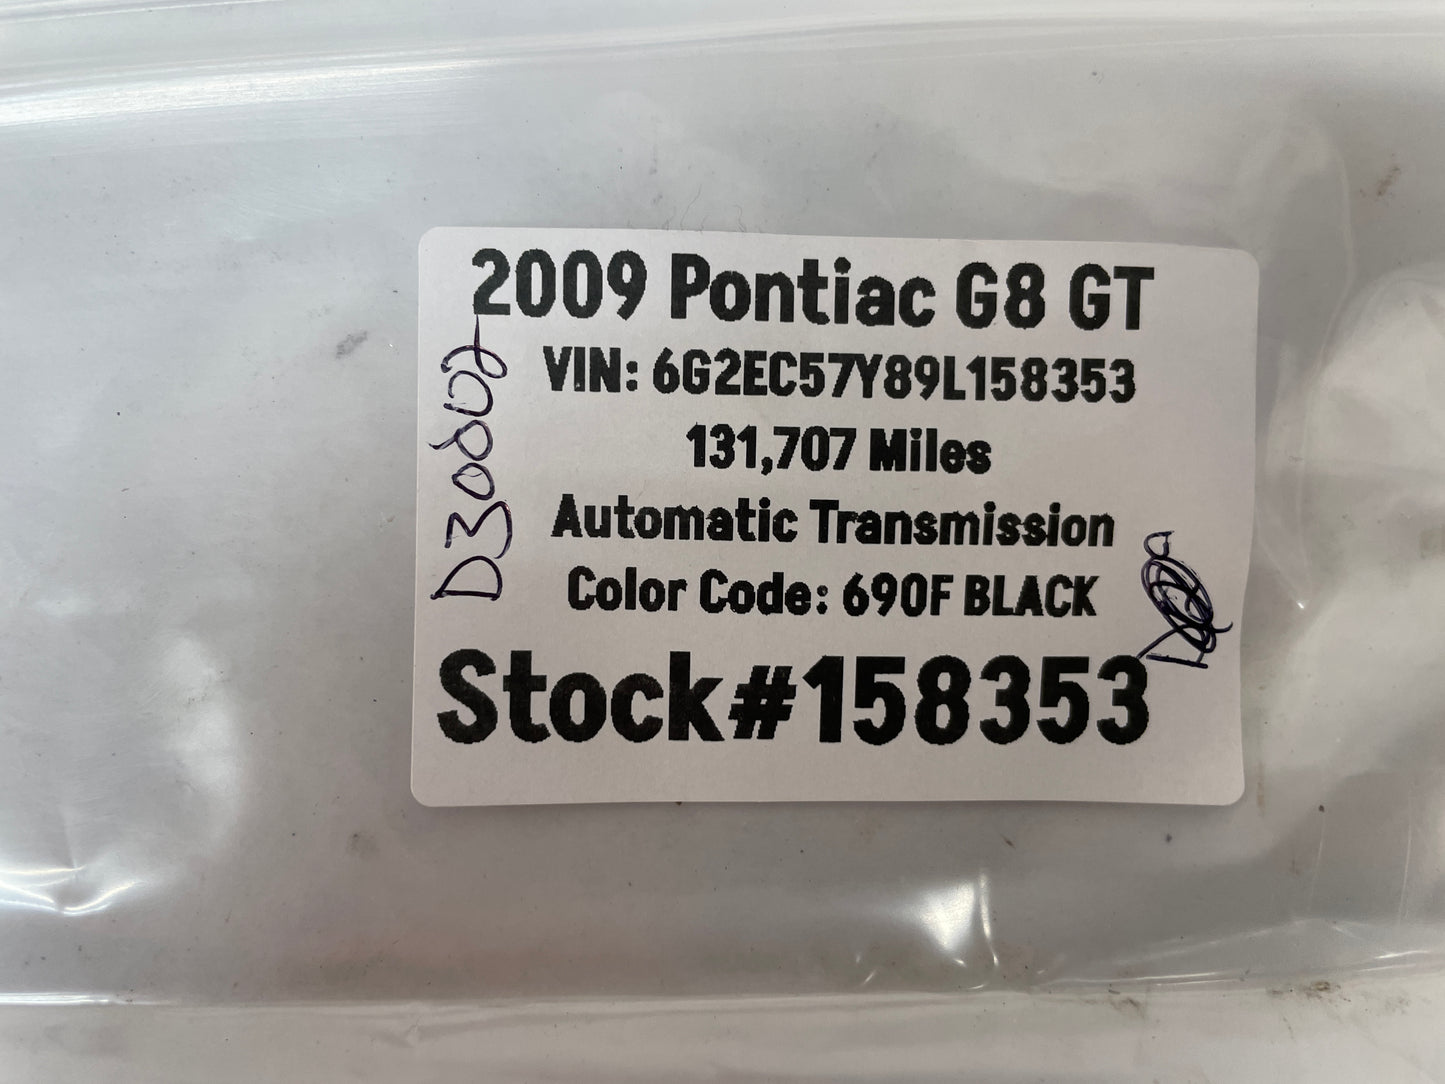 2009 Pontiac G8 GT
VIN: 6G2EC57Y89L158353
131,707 Miles
Automatic Transmission
Color Code: 690F BLACK
Stock#158353
D30802